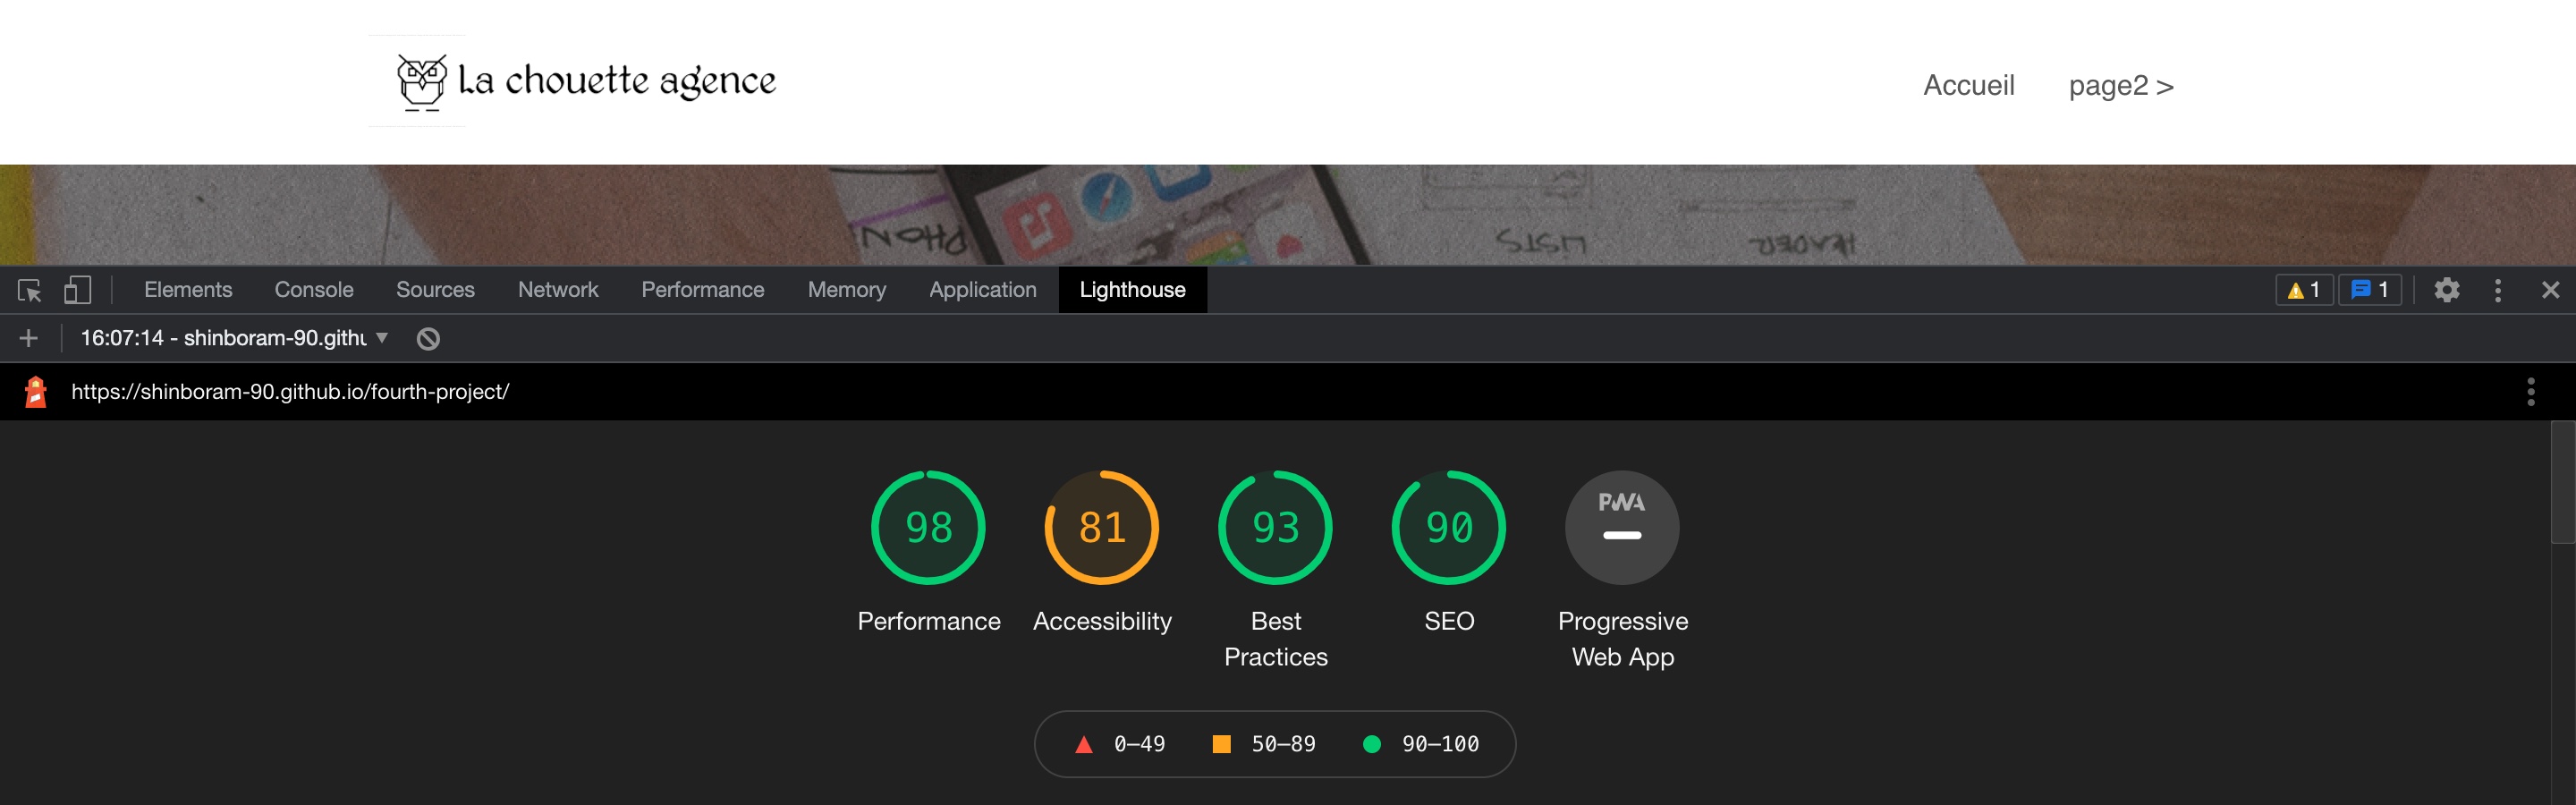 La chouette agence
Accueil page2 >
PHON
LISTS
HEADER
Elements Console Sources Network Performance Memory Application Lighthouse 1 1
16:07:14 - shinboram-90.githu
https://shinboram-90.github.io/fourth-project/
98 81 93 90 PWA
Performance Accessibility Best Practices SEO Progressive Web App
0–49 50–89 90–100